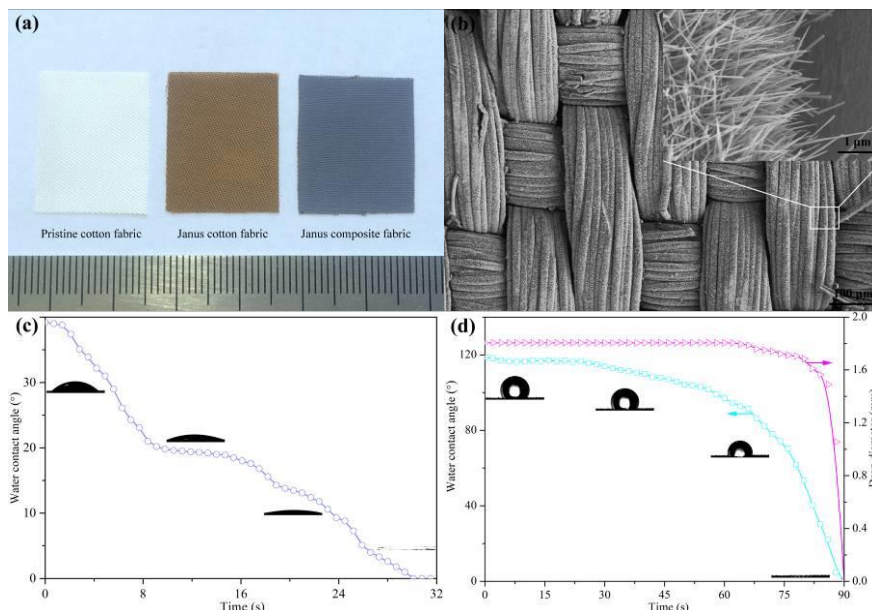 (a)
Pristine cotton fabric
Janus cotton fabric
Janus composite fabric
(b)
1 μm
100 μm
(c)
Water contact angle (°)
30
20
10
0
0
8
16
24
32
Time (s)
(d)
Water contact angle (°)
120
80
40
0
0
15
30
45
60
75
90
Time (s)
2.0
1.6
1.2
0.8
0.4
0.0